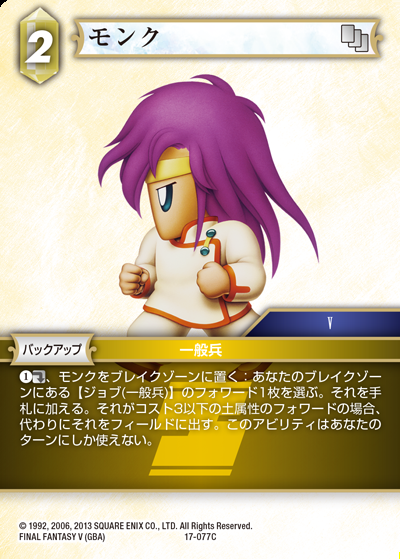 2
モンク
V
バックアップ
一般兵
❶、モンクをブレイクゾーンに置く：あなたのブレイクゾ
ーンにある【ジョブ(一般兵)】のフォワード1枚を選ぶ。それを手
札に加える。それがコスト3以下の土属性のフォワードの場合、
代わりにそれをフィールドに出す。このアビリティはあなたの
ターンにしか使えない。
© 1992, 2006, 2013 SQUARE ENIX CO., LTD. All Rights Reserved.
FINAL FANTASY V (GBA)
17-077C